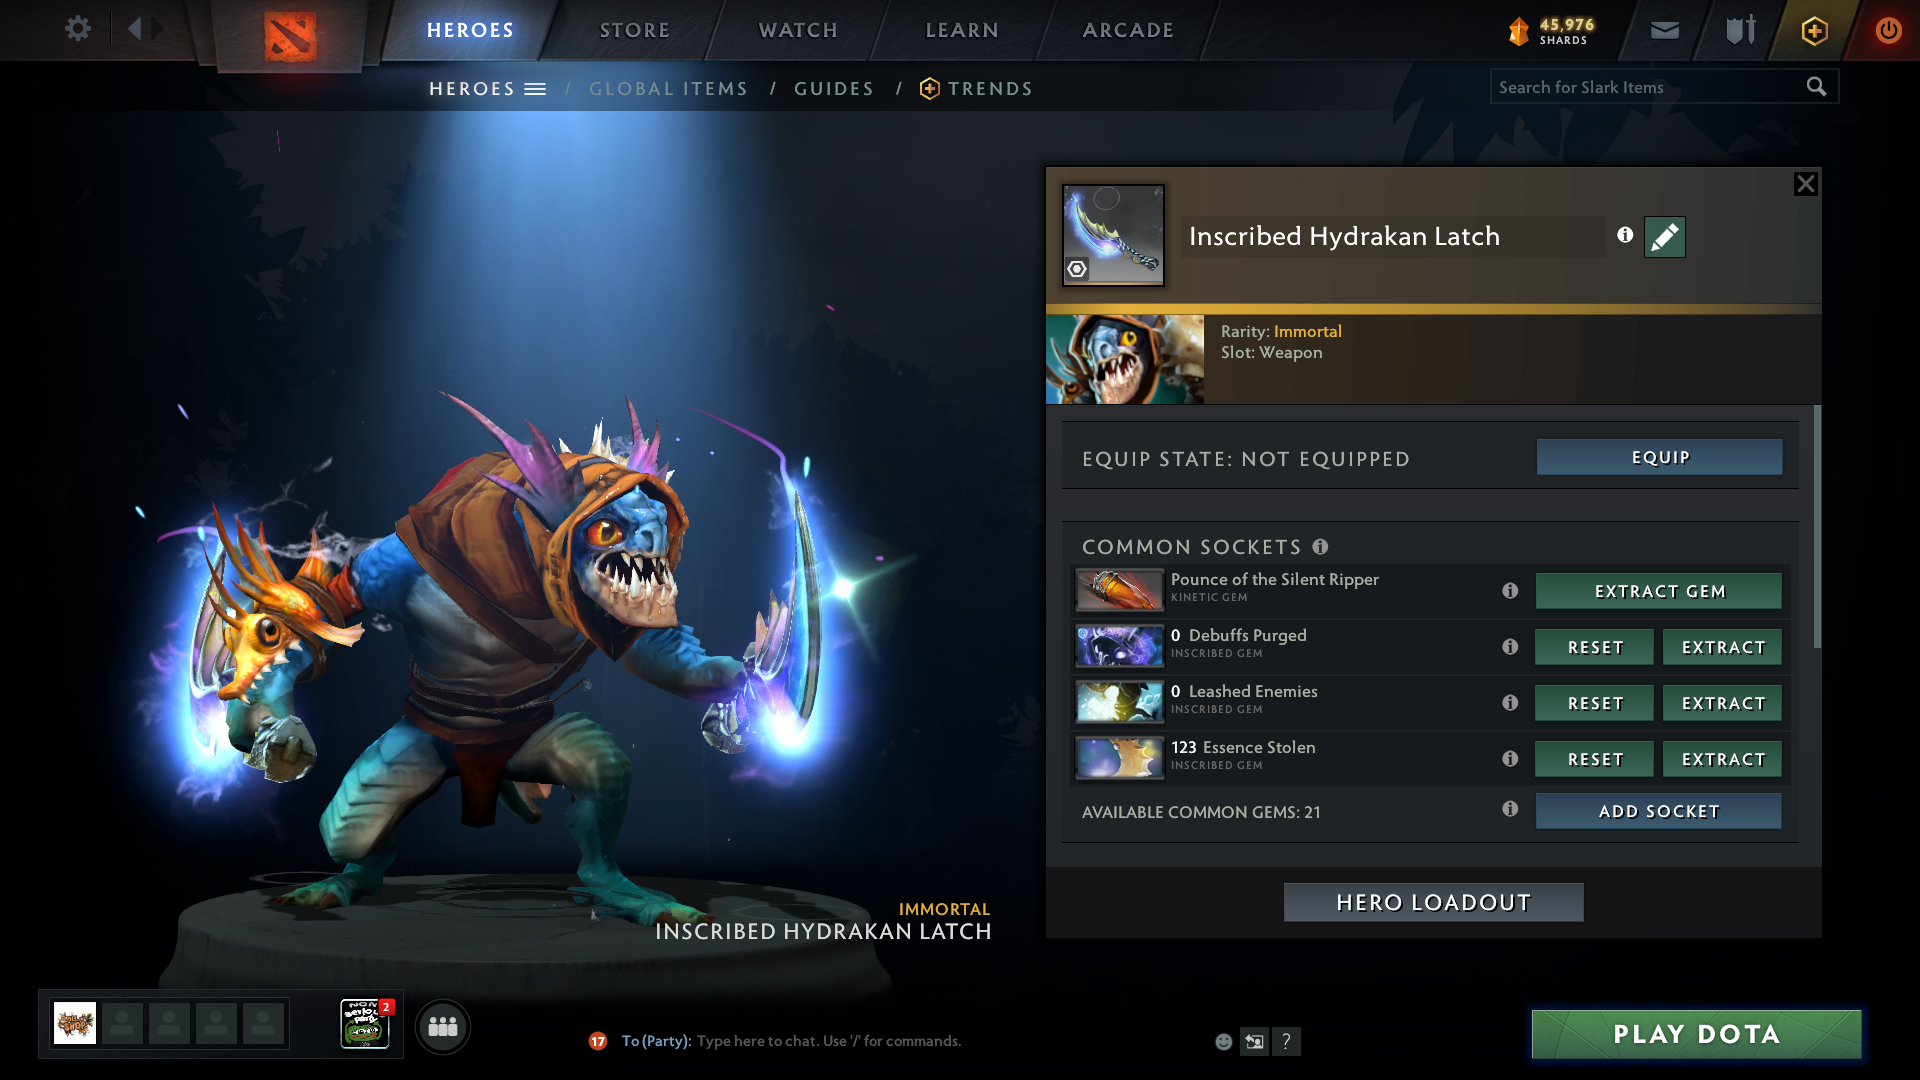 HEROES
STORE
WATCH
LEARN
ARCADE
45,976
SHARDS
HEROES / GLOBAL ITEMS / GUIDES / TRENDS
Search for Slark Items
Inscribed Hydrakan Latch
Rarity: Immortal
Slot: Weapon
EQUIP STATE: NOT EQUIPPED
EQUIP
COMMON SOCKETS
Pounce of the Silent Ripper
KINETIC GEM
EXTRACT GEM
0 Debuffs Purged
INSCRIBED GEM
RESET
EXTRACT
0 Leashed Enemies
INSCRIBED GEM
RESET
EXTRACT
123 Essence Stolen
INSCRIBED GEM
RESET
EXTRACT
AVAILABLE COMMON GEMS: 21
ADD SOCKET
HERO LOADOUT
IMMORTAL
INSCRIBED HYDRAKAN LATCH
2
17
To (Party): Type here to chat. Use '/' for commands.
?
PLAY DOTA